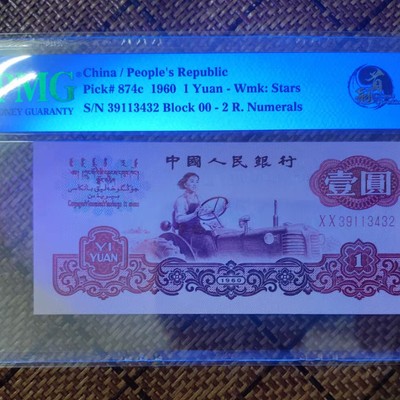 PMG
MONEY GUARANTY
China / People's Republic
Pick# 874c 1960 1 Yuan - Wmk: Stars
S/N 39113432 Block 00 - 2 R. Numerals
中國人民銀行
壹圓
XX39113432
YI
YUAN
1960
1